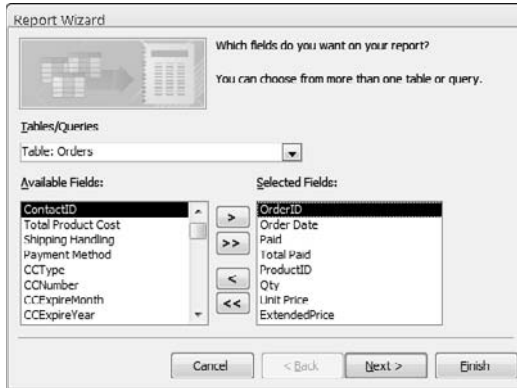 Report Wizard
Which fields do you want on your report?
You can choose from more than one table or query.
Tables/Queries
Table: Orders
Available Fields:
Selected Fields:
ContactID
Total Product Cost
Shipping Handling
Payment Method
CCType
CCNumber
CCExpireMonth
CCExpireYear
>
>>
<
<<
OrderID
Order Date
Paid
Total Paid
ProductID
Qty
Unit Price
ExtendedPrice
Cancel
< Back
Next >
Finish